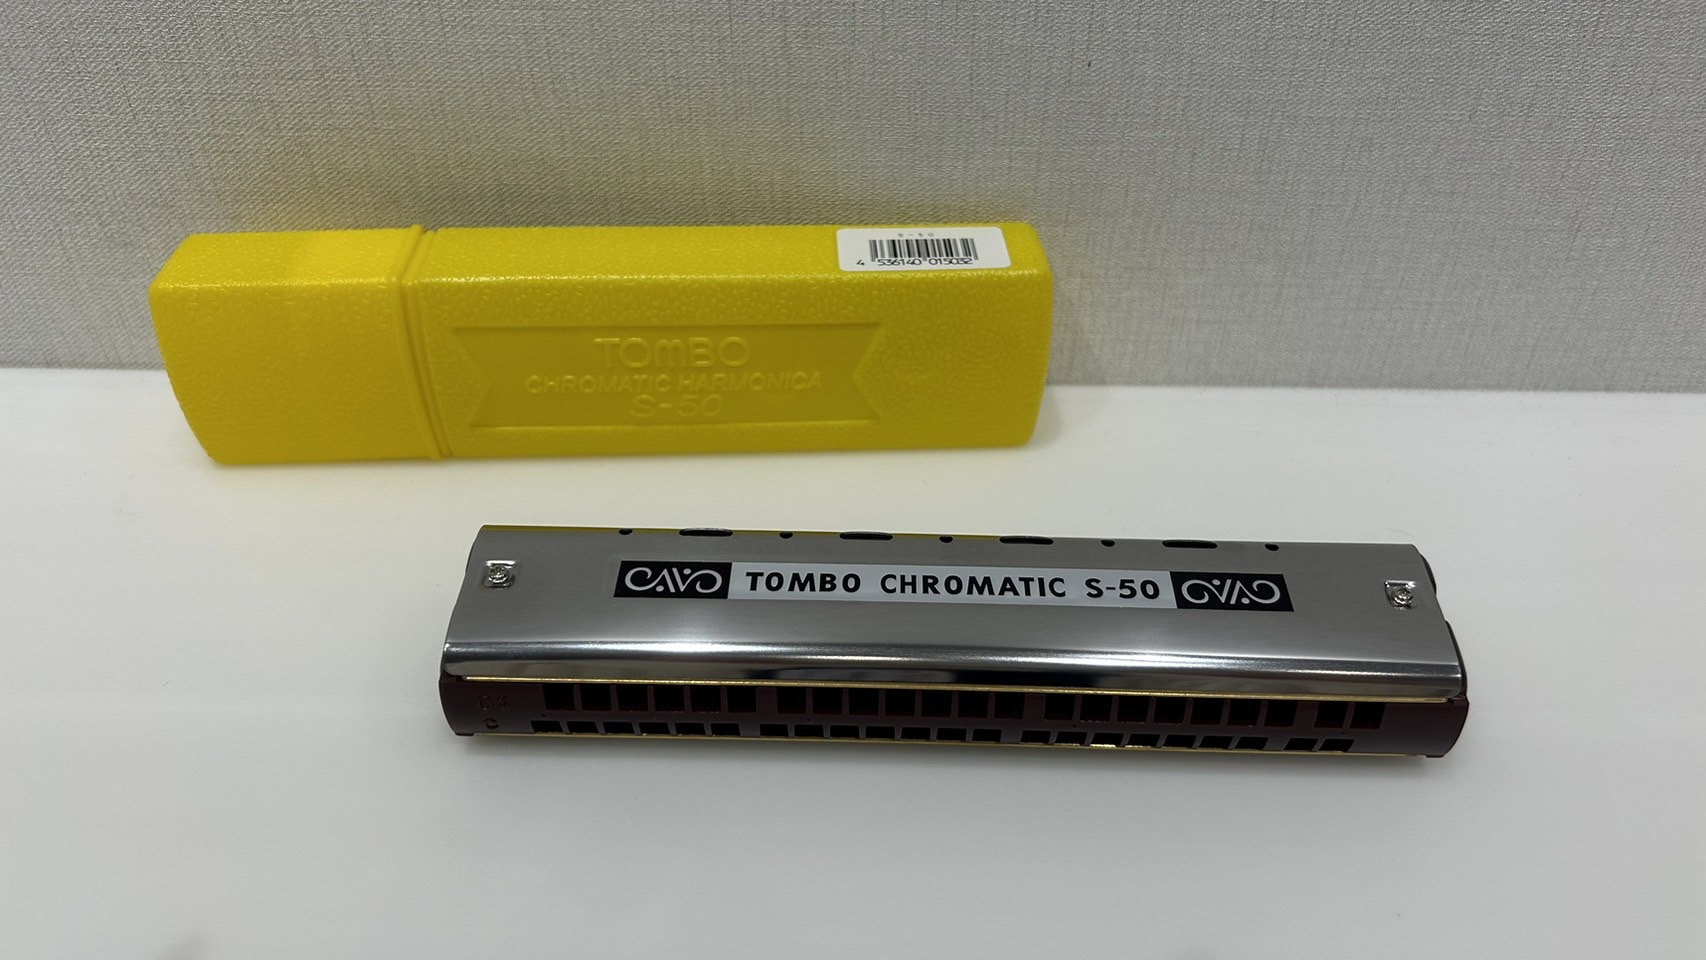 S-50
4 536140 015032
TOMBO
CHROMATIC HARMONICA
S-50
TOMBO CHROMATIC S-50
C